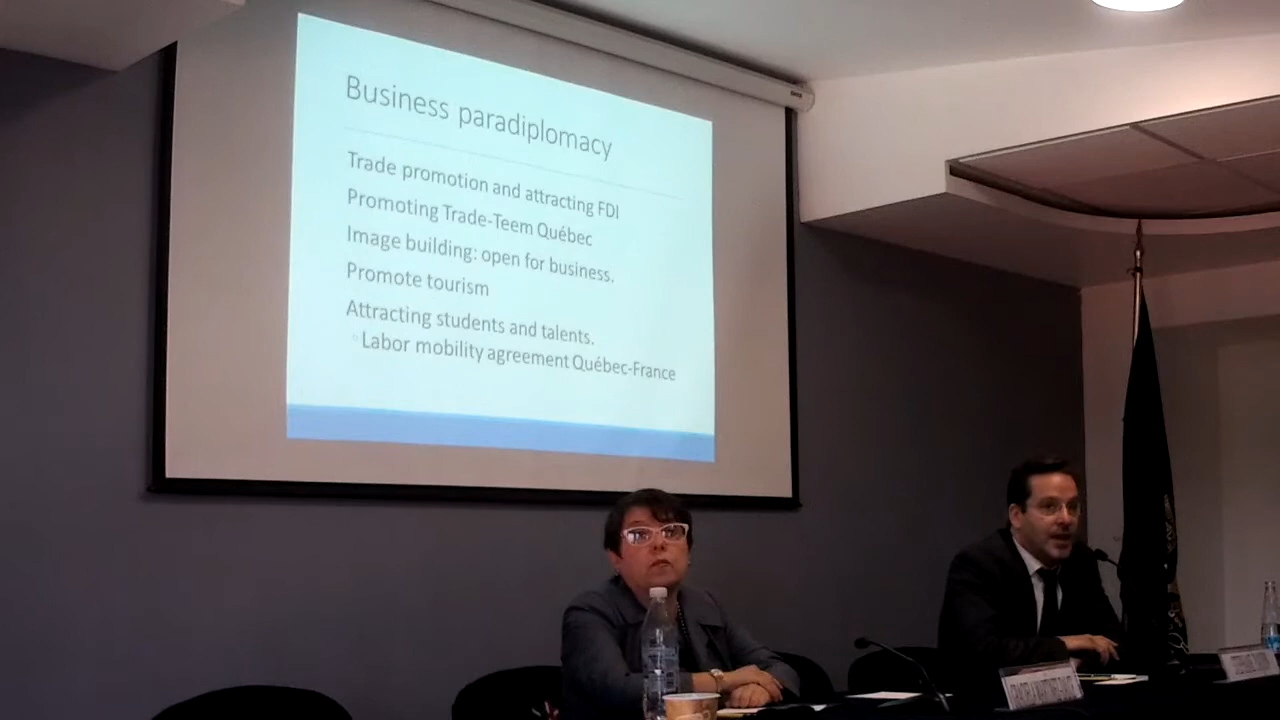 Business paradiplomacy
Trade promotion and attracting FDI
Promoting Trade-Teem Québec
Image building: open for business.
Promote tourism
Attracting students and talents.
Labor mobility agreement Québec-France